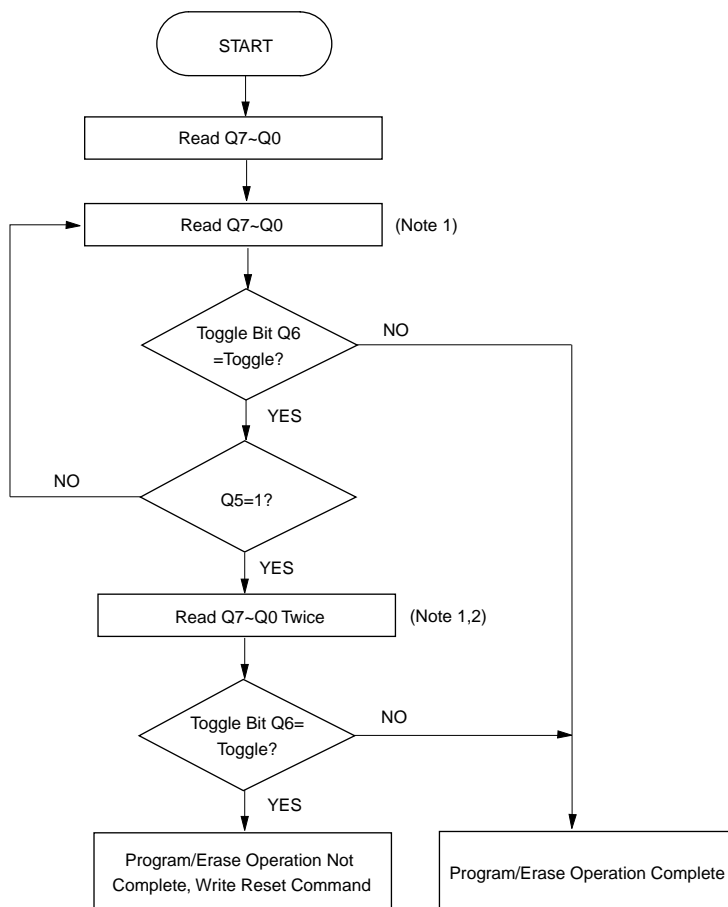 START
Read Q7~Q0
Read Q7~Q0
(Note 1)
Toggle Bit Q6
=Toggle?
NO
YES
NO
Q5=1?
YES
Read Q7~Q0 Twice
(Note 1,2)
Toggle Bit Q6=
Toggle?
NO
YES
Program/Erase Operation Not
Complete, Write Reset Command
Program/Erase Operation Complete